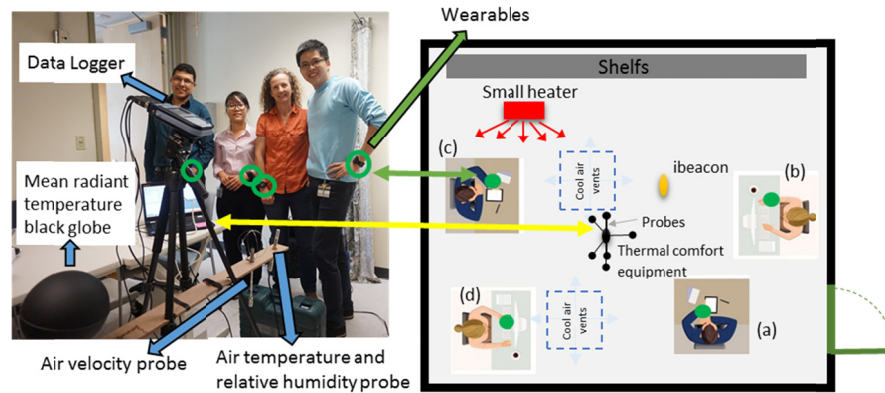 Wearables
Data Logger
Mean radiant
temperature
black globe
Air velocity probe
Air temperature and
relative humidity probe
Shelfs
Small heater
(c)
Cool air
vents
ibeacon
(b)
Probes
Thermal comfort
equipment
(d)
Cool air
vents
(a)